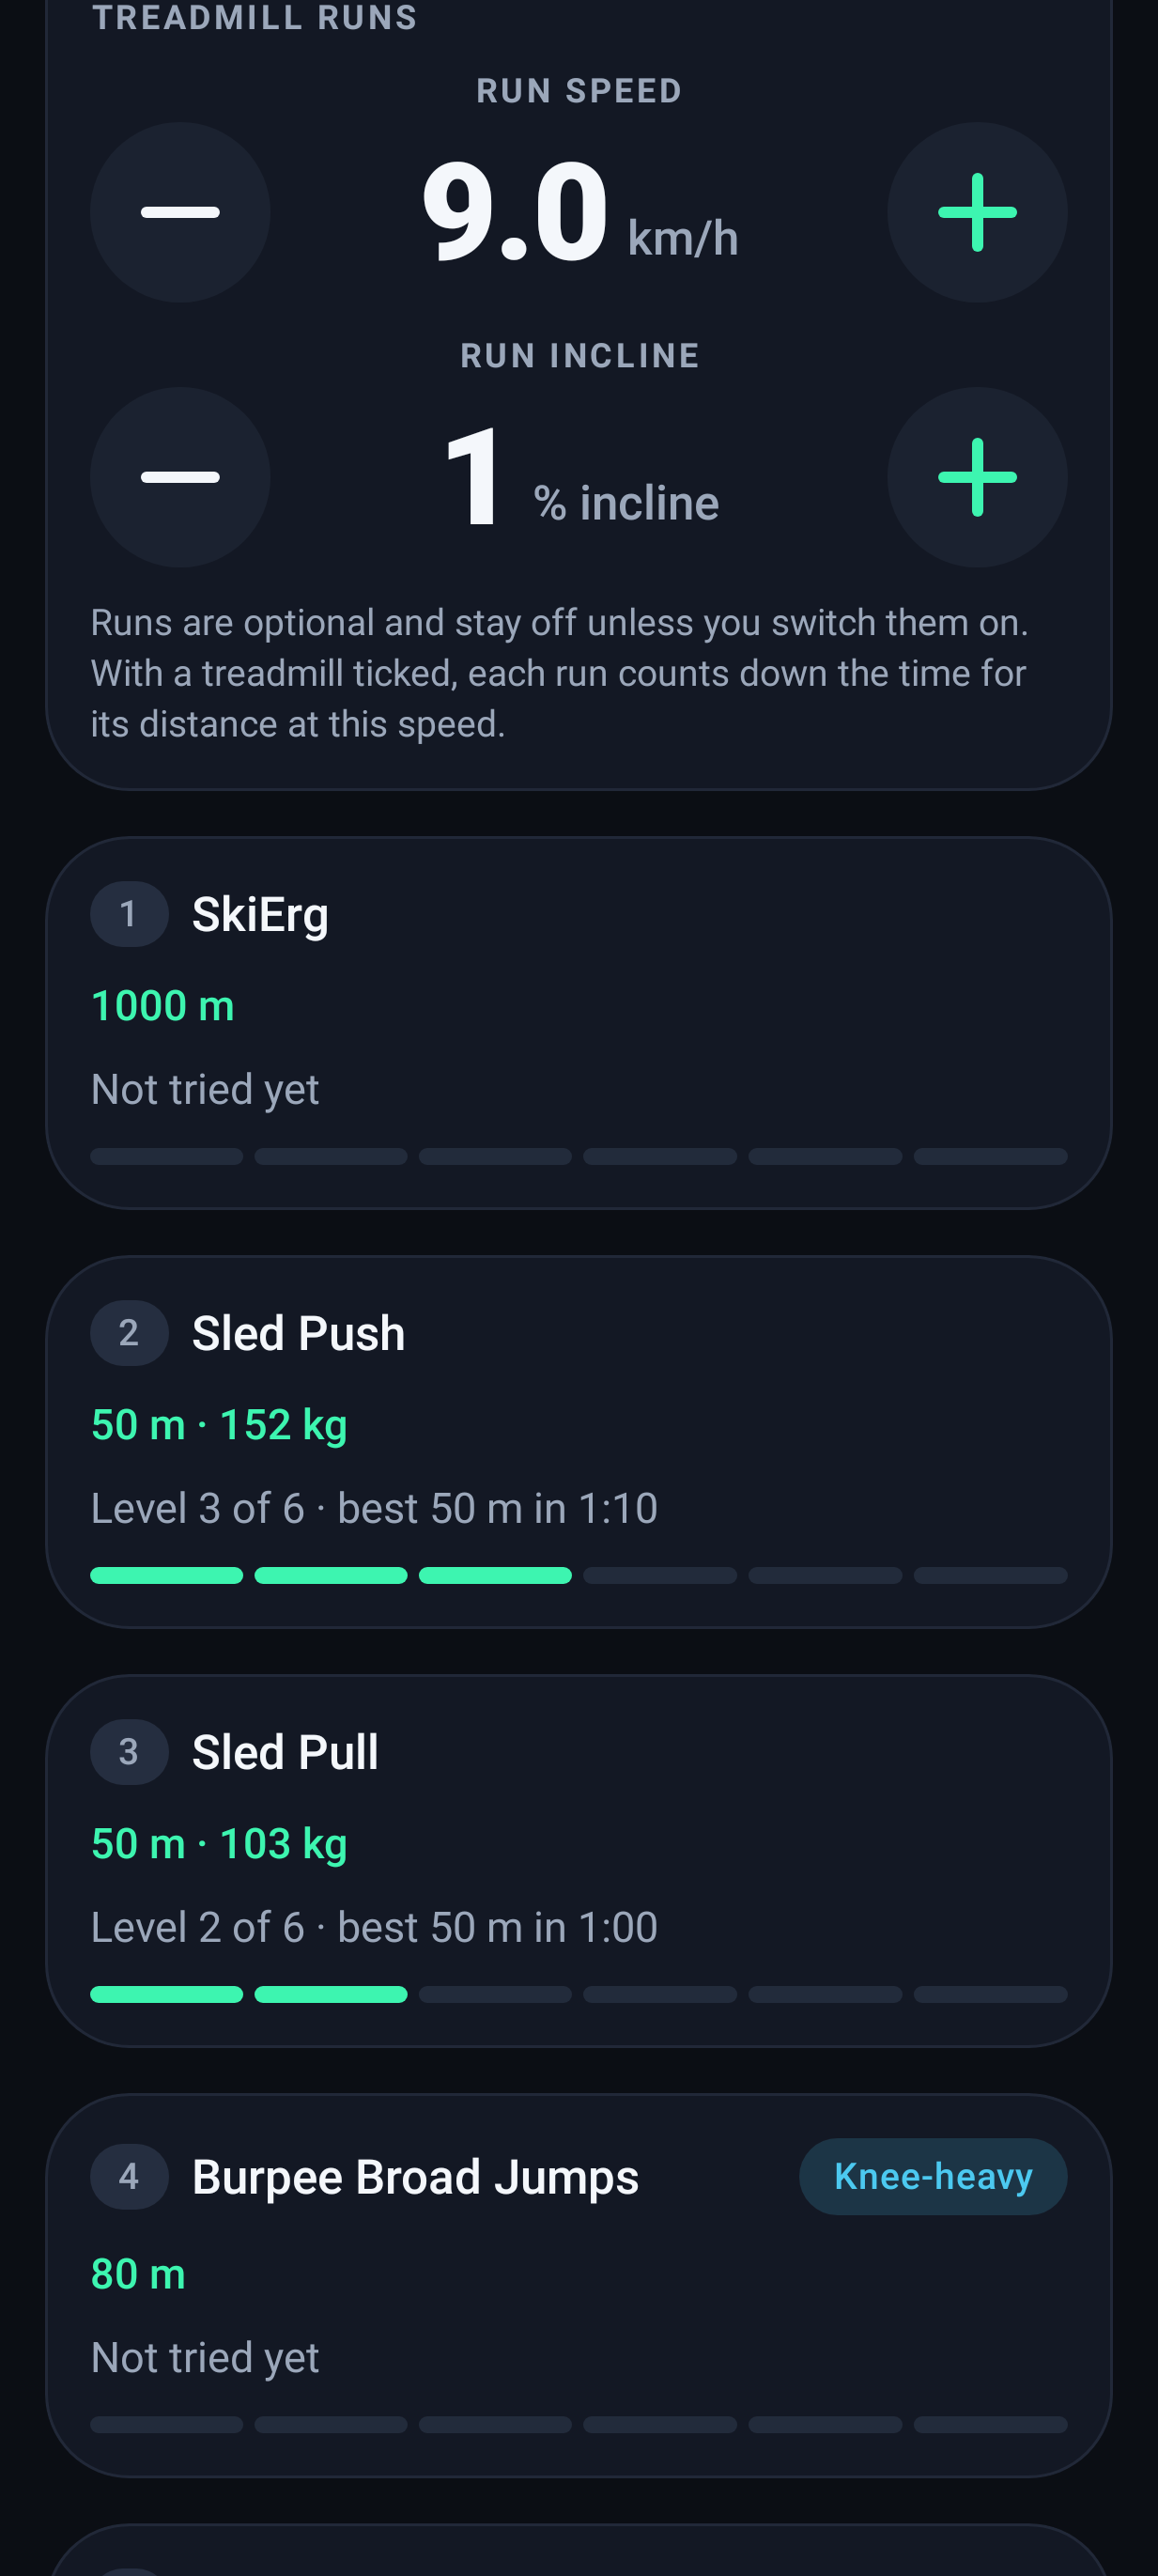 TREADMILL RUNS
RUN SPEED
9.0 km/h
RUN INCLINE
1 % incline
Runs are optional and stay off unless you switch them on.
With a treadmill ticked, each run counts down the time for
its distance at this speed.
1 SkiErg
1000 m
Not tried yet
2 Sled Push
50 m · 152 kg
Level 3 of 6 · best 50 m in 1:10
3 Sled Pull
50 m · 103 kg
Level 2 of 6 · best 50 m in 1:00
4 Burpee Broad Jumps Knee-heavy
80 m
Not tried yet